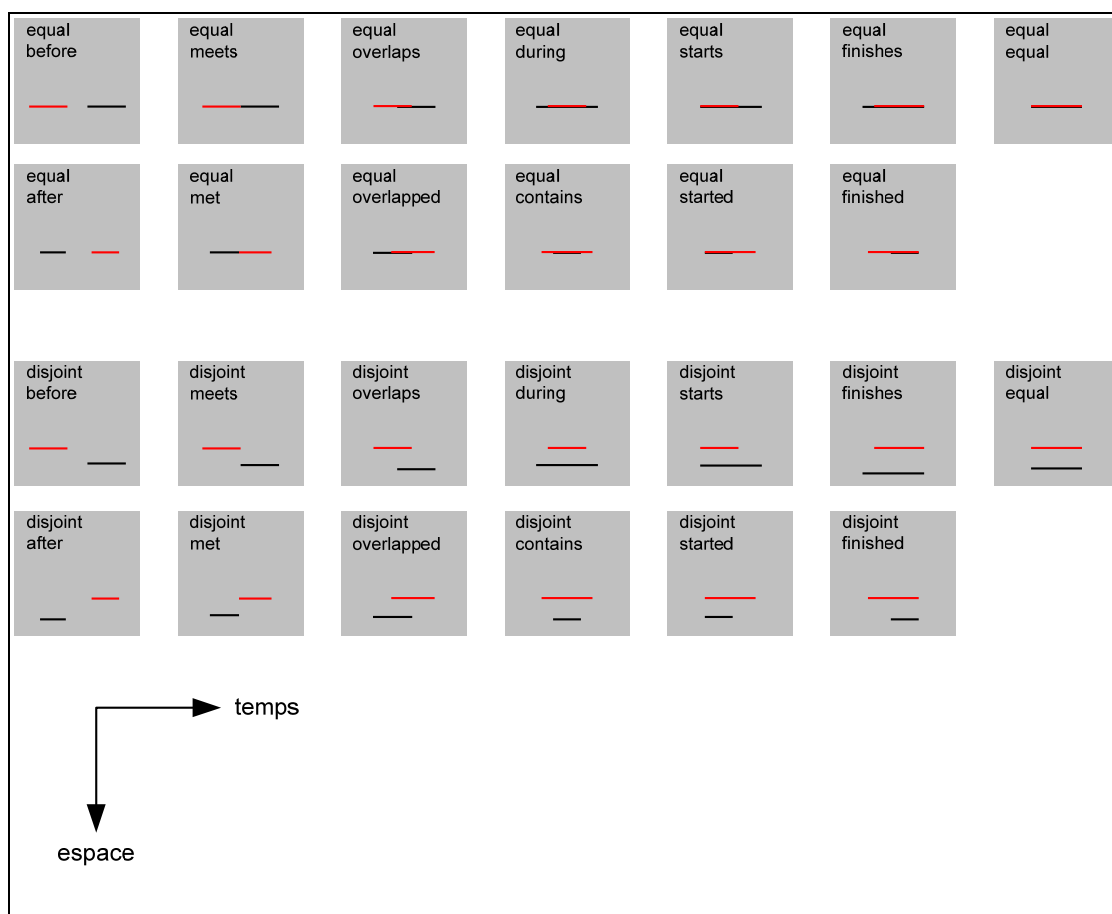 equal
before
equal
meets
equal
overlaps
equal
during
equal
starts
equal
finishes
equal
equal
equal
after
equal
met
equal
overlapped
equal
contains
equal
started
equal
finished
disjoint
before
disjoint
meets
disjoint
overlaps
disjoint
during
disjoint
starts
disjoint
finishes
disjoint
equal
disjoint
after
disjoint
met
disjoint
overlapped
disjoint
contains
disjoint
started
disjoint
finished
temps
espace